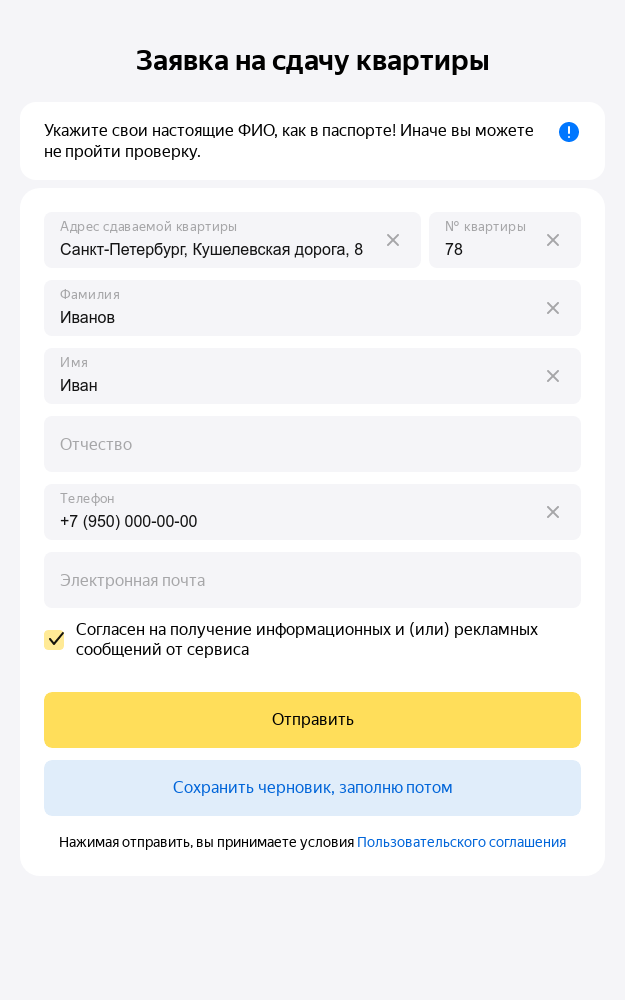 Заявка на сдачу квартиры
Укажите свои настоящие ФИО, как в паспорте! Иначе вы можете
не пройти проверку.
Адрес сдаваемой квартиры
Санкт-Петербург, Кушелевская дорога, 8
№ квартиры
78
Фамилия
Иванов
Имя
Иван
Отчество
Телефон
+7 (950) 000-00-00
Электронная почта
Согласен на получение информационных и (или) рекламных
сообщений от сервиса
Отправить
Сохранить черновик, заполню потом
Нажимая отправить, вы принимаете условия Пользовательского соглашения